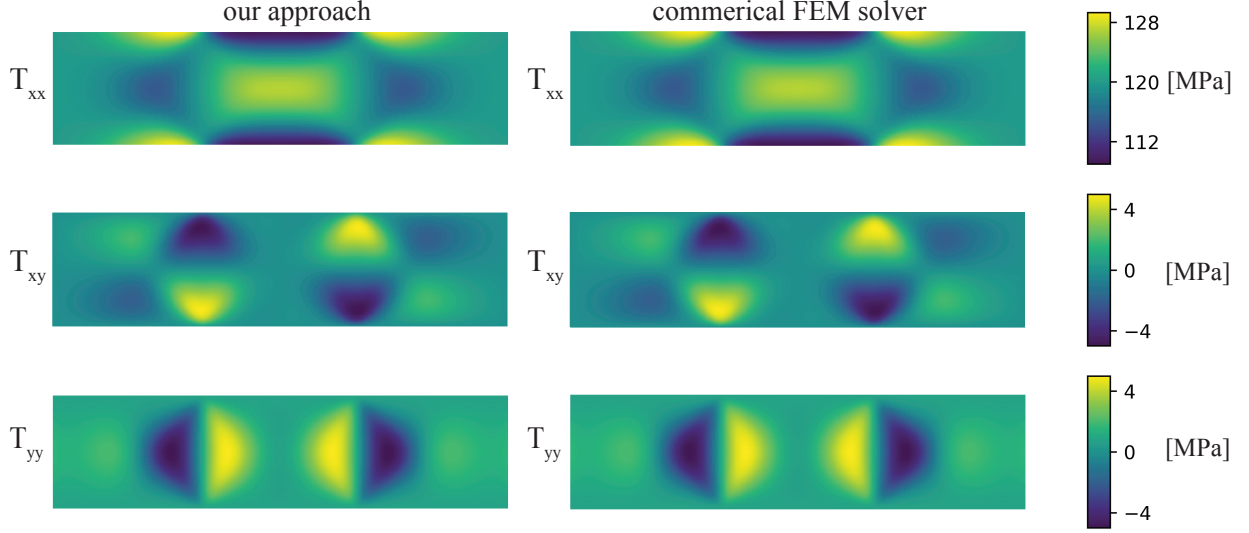 our approach commerical FEM solver
T_xx T_xx 128 120 112 [MPa]
T_xy T_xy 4 0 −4 [MPa]
T_yy T_yy 4 0 −4 [MPa]